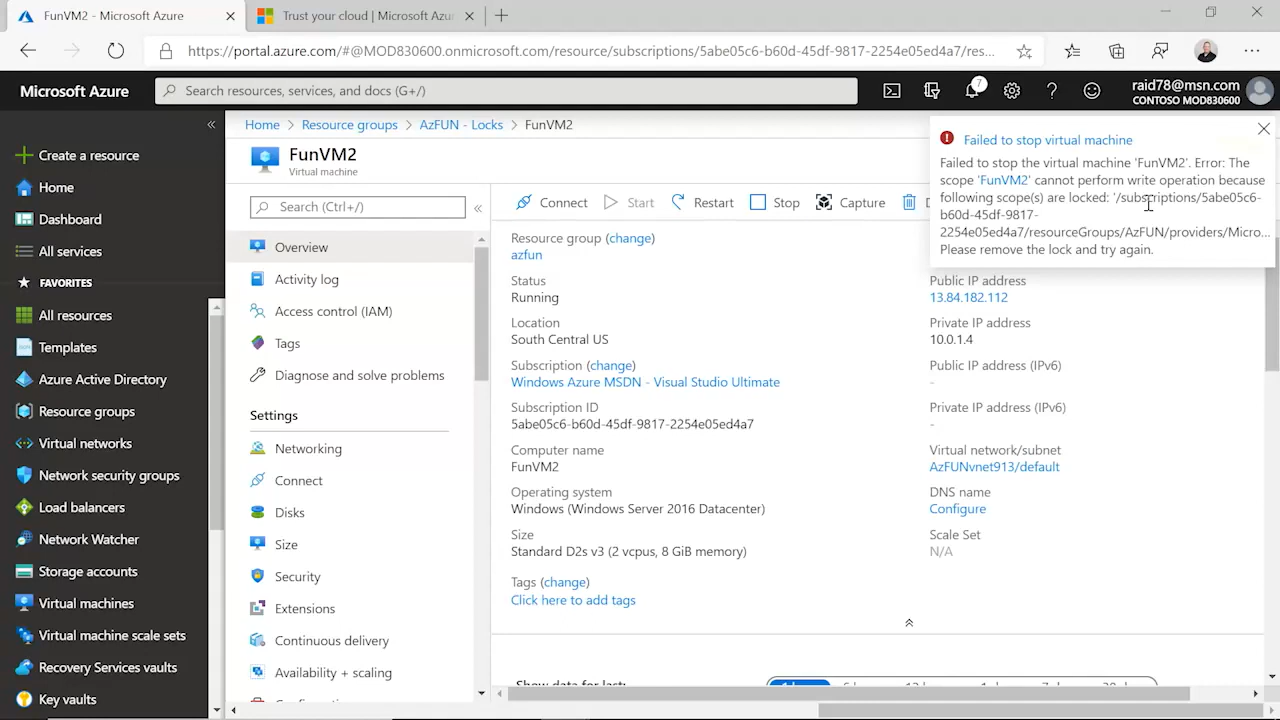 FunVM2 - Microsoft Azure
Trust your cloud | Microsoft Az
https://portal.azure.com/#@MOD830600.onmicrosoft.com/resource/subscriptions/5abe05c6-b60d-45df-9817-2254e05ed4a7/res...
Microsoft Azure
Search resources, services, and docs (G+/)
7
raid78@msn.com
CONTOSO MOD830600
Create a resource
Home
Dashboard
All services
FAVORITES
All resources
Templates
Azure Active Directory
Resource groups
Virtual networks
Network security groups
Load balancers
Network Watcher
Storage accounts
Virtual machines
Virtual machine scale sets
Recovery Services vaults
Key vaults
Home > Resource groups > AzFUN - Locks > FunVM2
FunVM2
Virtual machine
Search (Ctrl+/)
Overview
Activity log
Access control (IAM)
Tags
Diagnose and solve problems
Settings
Networking
Connect
Disks
Size
Security
Extensions
Continuous delivery
Availability + scaling
Connect
Start
Restart
Stop
Capture
D
Resource group (change)
azfun
Status
Running
Location
South Central US
Subscription (change)
Windows Azure MSDN - Visual Studio Ultimate
Subscription ID
5abe05c6-b60d-45df-9817-2254e05ed4a7
Computer name
FunVM2
Operating system
Windows (Windows Server 2016 Datacenter)
Size
Standard D2s v3 (2 vcpus, 8 GiB memory)
Tags (change)
Click here to add tags
Show data for last:
Failed to stop virtual machine
Failed to stop the virtual machine 'FunVM2'. Error: The
scope 'FunVM2' cannot perform write operation because
following scope(s) are locked: '/subscriptions/5abe05c6-
b60d-45df-9817-
2254e05ed4a7/resourceGroups/AzFUN/providers/Micro...
Please remove the lock and try again.
Public IP address
13.84.182.112
Private IP address
10.0.1.4
Public IP address (IPv6)
-
Private IP address (IPv6)
-
Virtual network/subnet
AzFUNvnet913/default
DNS name
Configure
Scale Set
N/A